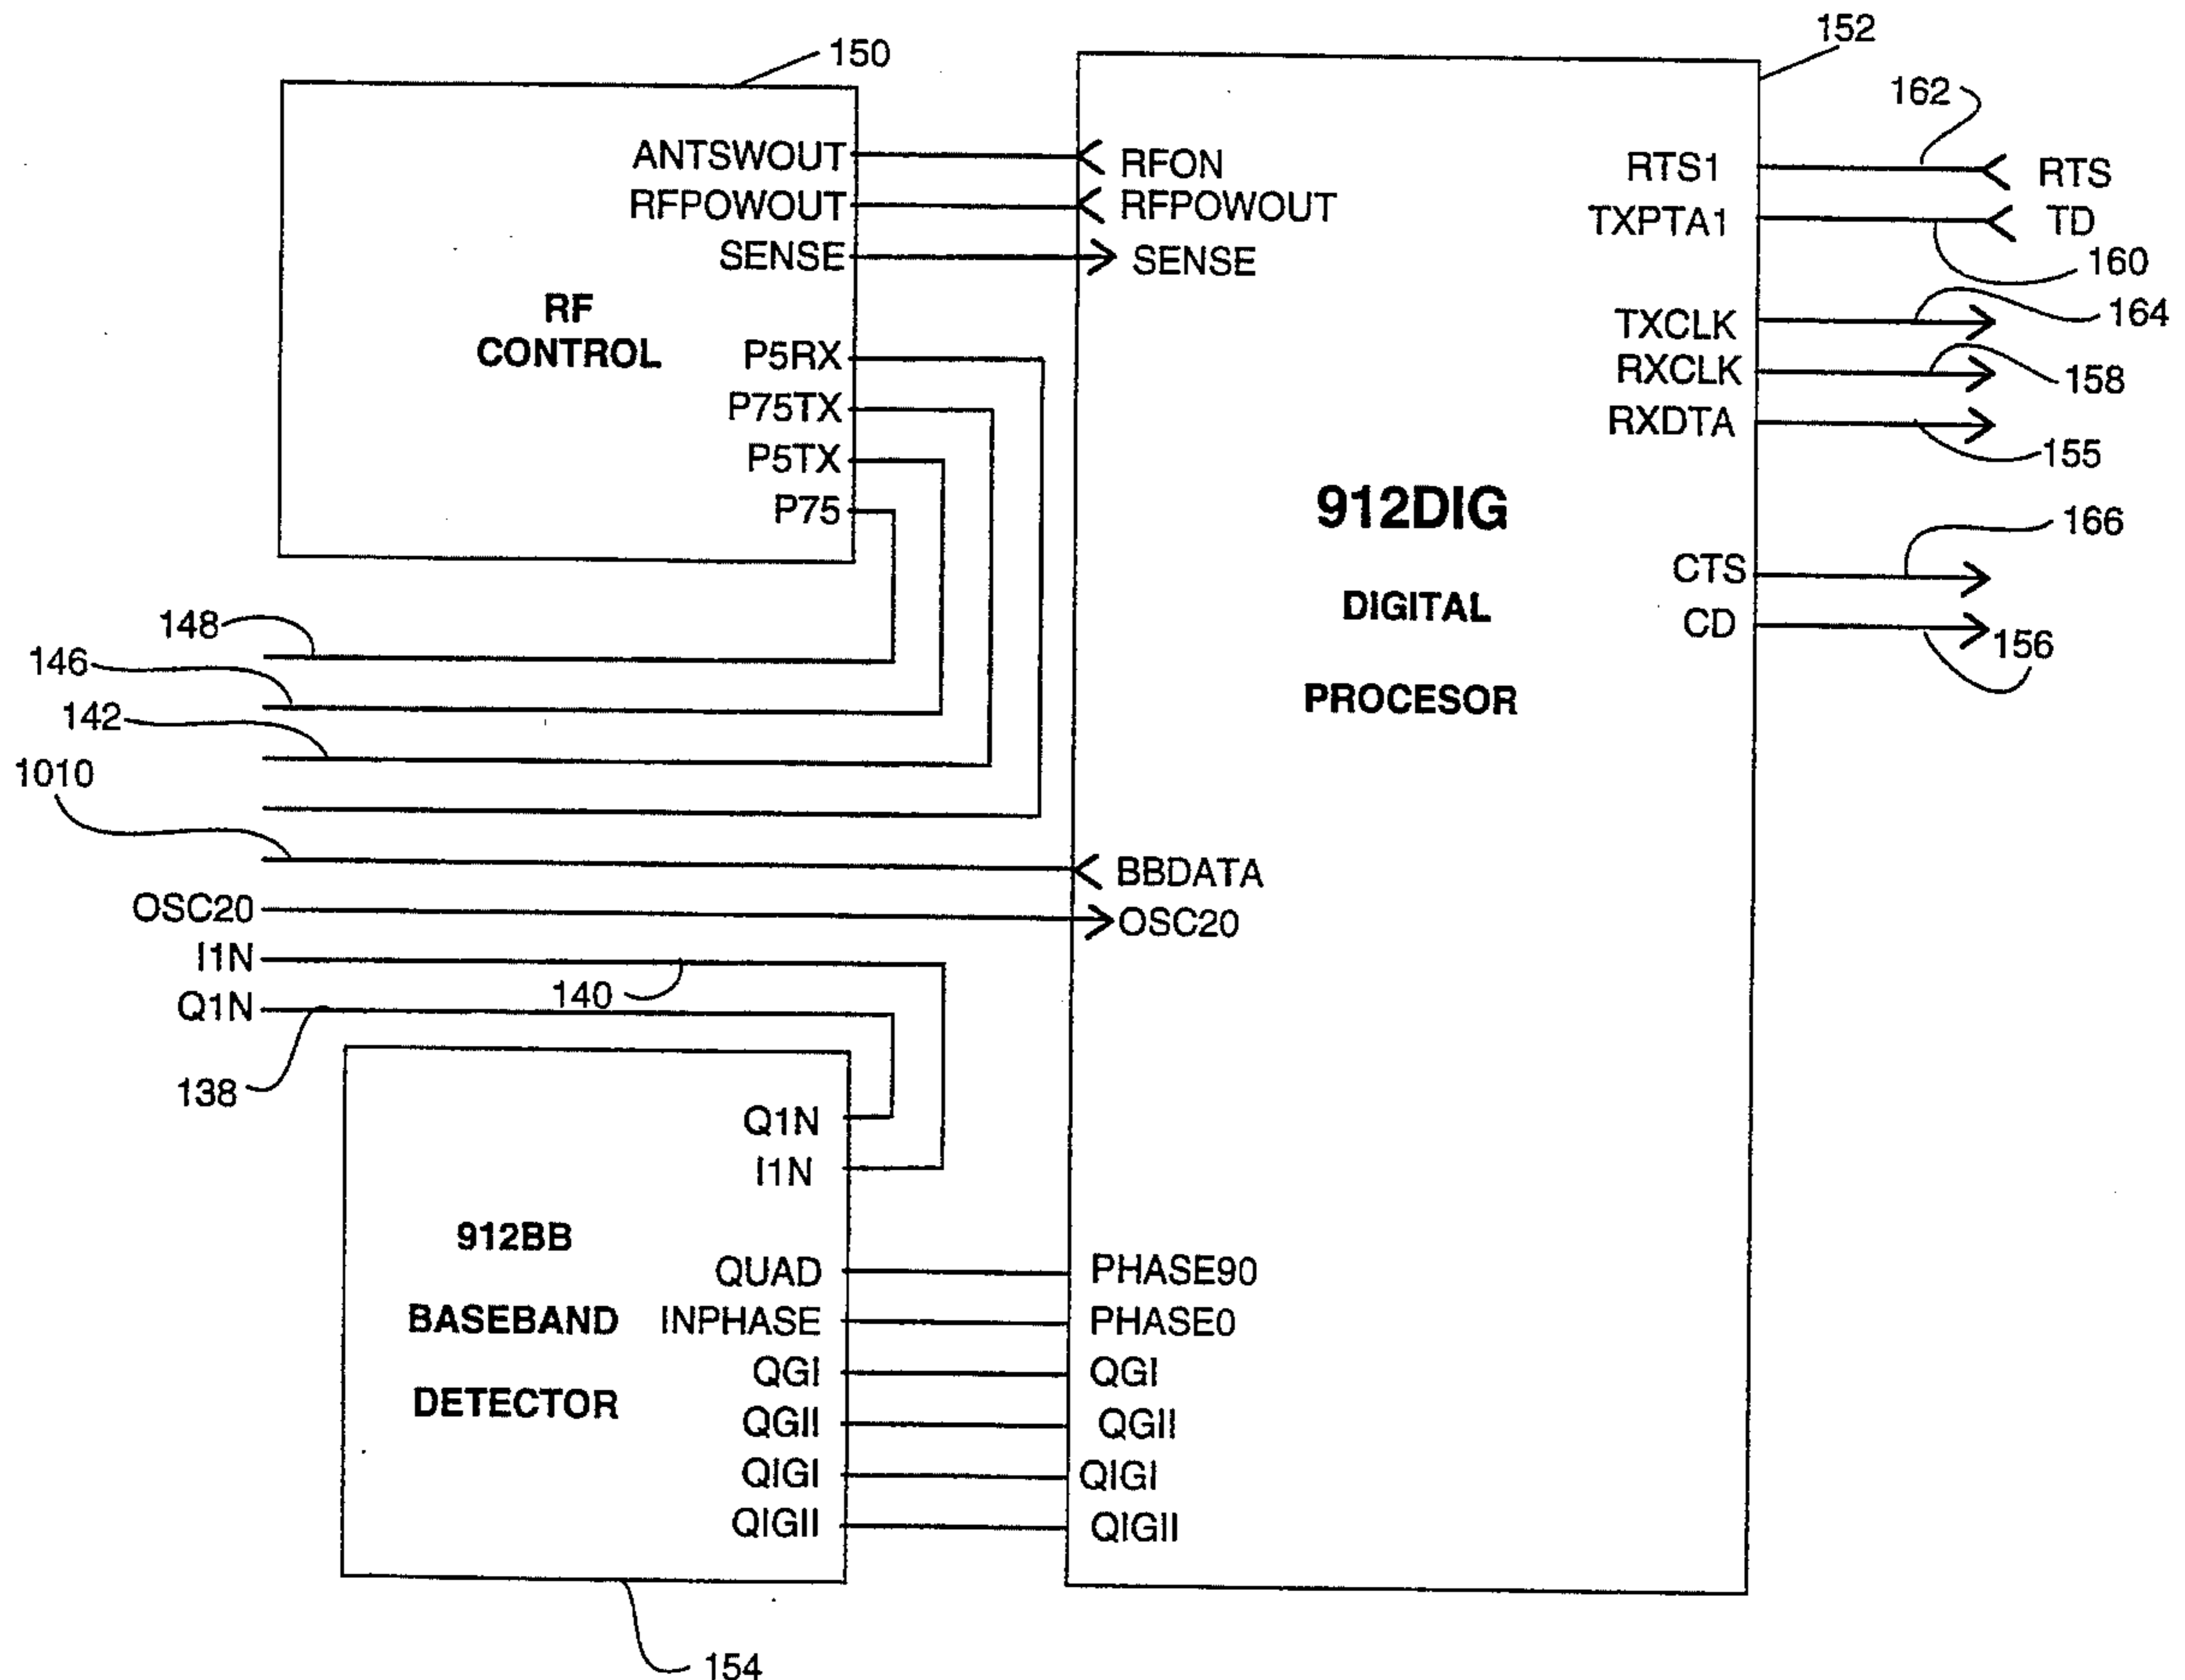 150
152
162
ANTSWOUT
RFON
RTS1
RTS
RFPOWOUT
RFPOWOUT
TXPTA1
TD
SENSE
SENSE
160
RF
CONTROL
TXCLK
164
P5RX
RXCLK
158
P75TX
RXDTA
155
P5TX
P75
912DIG
DIGITAL
PROCESOR
166
CTS
CD
156
148
146
142
1010
BBDATA
OSC20
OSC20
I1N
140
Q1N
138
Q1N
I1N
912BB
BASEBAND
DETECTOR
QUAD
PHASE90
INPHASE
PHASE0
QGI
QGI
QGII
QGII
QIGI
QIGI
QIGII
QIGII
154